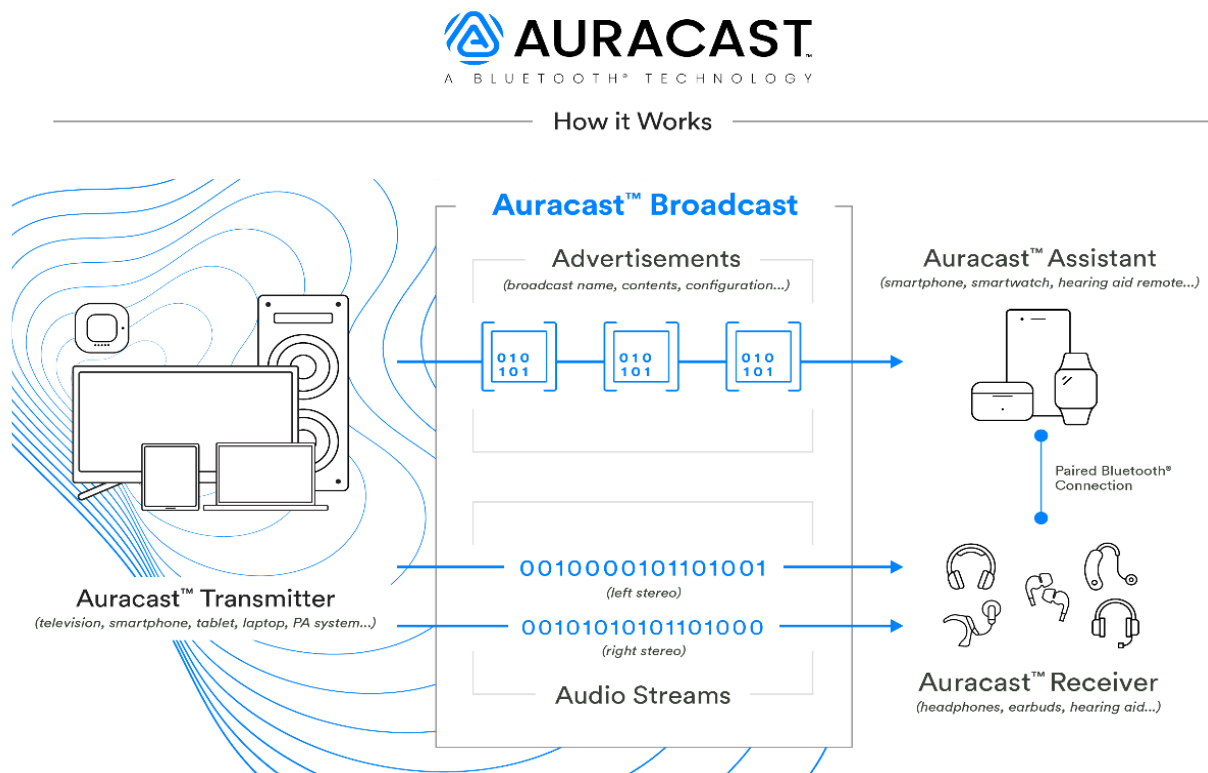 AURACAST™
A BLUETOOTH® TECHNOLOGY
How it Works
Auracast™ Broadcast
Advertisements
(broadcast name, contents, configuration...)
010
101
010
101
010
101
Auracast™ Assistant
(smartphone, smartwatch, hearing aid remote...)
Paired Bluetooth®
Connection
Auracast™ Transmitter
(television, smartphone, tablet, laptop, PA system...)
0010000101101001
(left stereo)
00101010101101000
(right stereo)
Audio Streams
Auracast™ Receiver
(headphones, earbuds, hearing aid...)